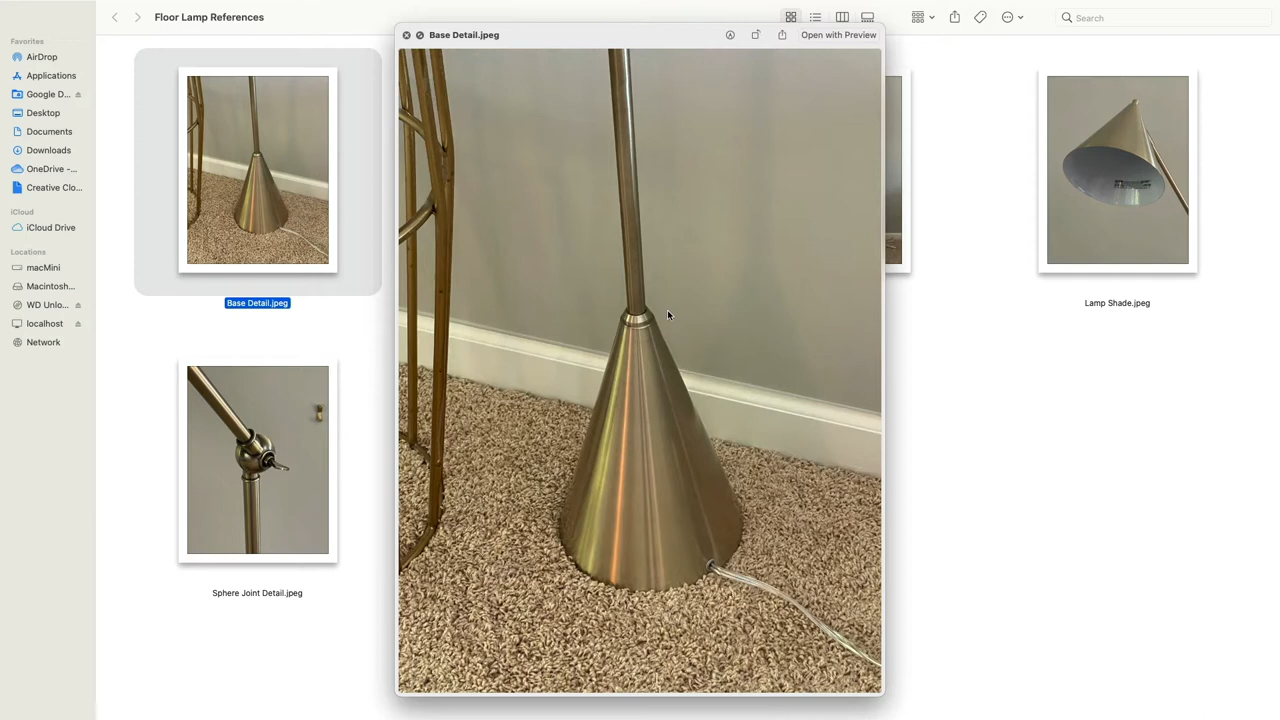 Floor Lamp References
Search
Base Detail.jpeg
Open with Preview
Favorites
AirDrop
Applications
Google D...
Desktop
Documents
Downloads
OneDrive -...
Creative Clo...
iCloud
iCloud Drive
Locations
macMini
Macintosh...
WD Unlo...
localhost
Network
Base Detail.jpeg
Lamp Shade.jpeg
Sphere Joint Detail.jpeg